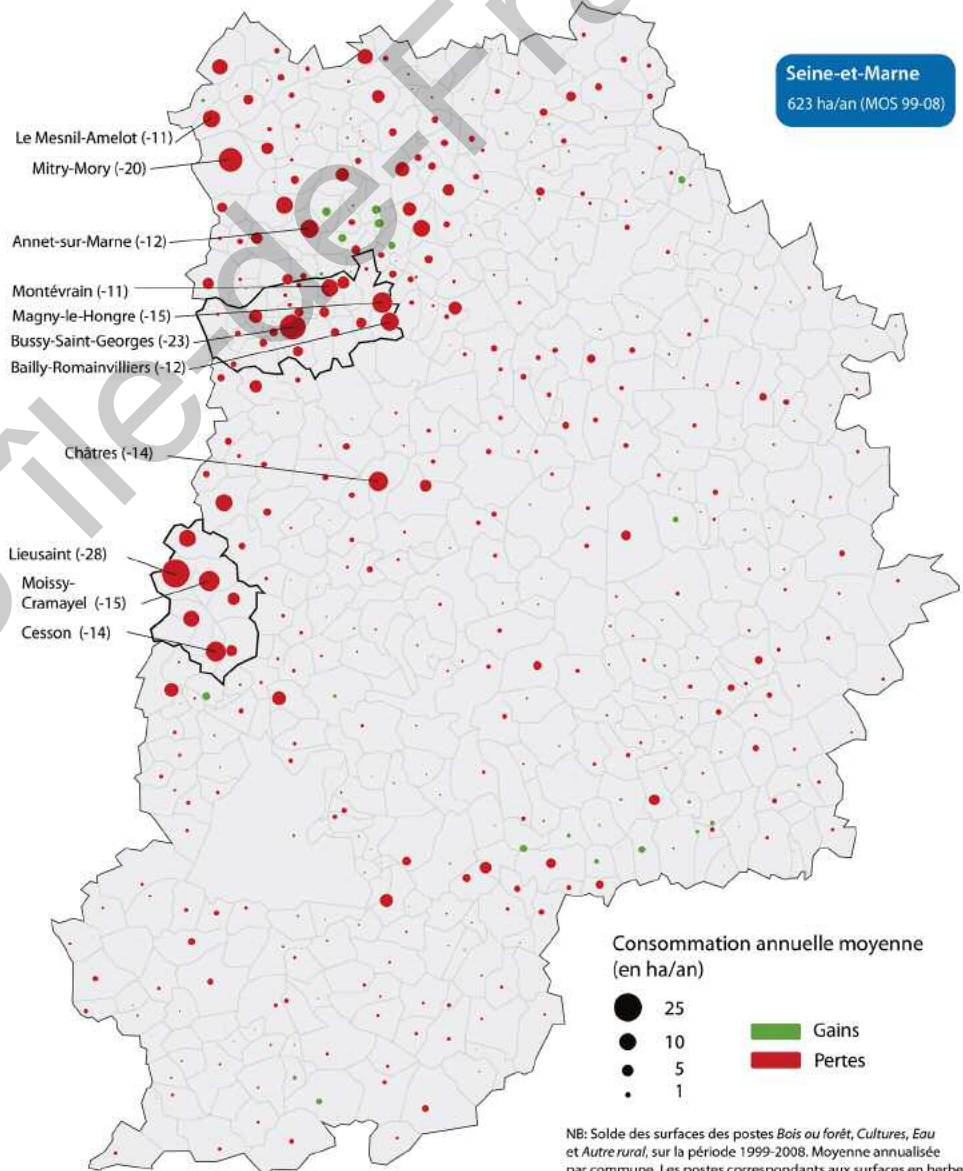 Seine-et-Marne
623 ha/an (MOS 99-08)
Le Mesnil-Amelot (-11)
Mitry-Mory (-20)
Annet-sur-Marne (-12)
Montévrain (-11)
Magny-le-Hongre (-15)
Bussy-Saint-Georges (-23)
Bailly-Romainvilliers (-12)
Châtres (-14)
Lieusaint (-28)
Moissy-
Cramayel (-15)
Cesson (-14)
Consommation annuelle moyenne
(en ha/an)
25
10
5
1
Gains
Pertes
NB: Solde des surfaces des postes Bois ou forêt, Cultures, Eau
et Autre rural, sur la période 1999-2008. Moyenne annualisée
par commune. Les postes correspondants aux surfaces en herbe
île-de-Fra